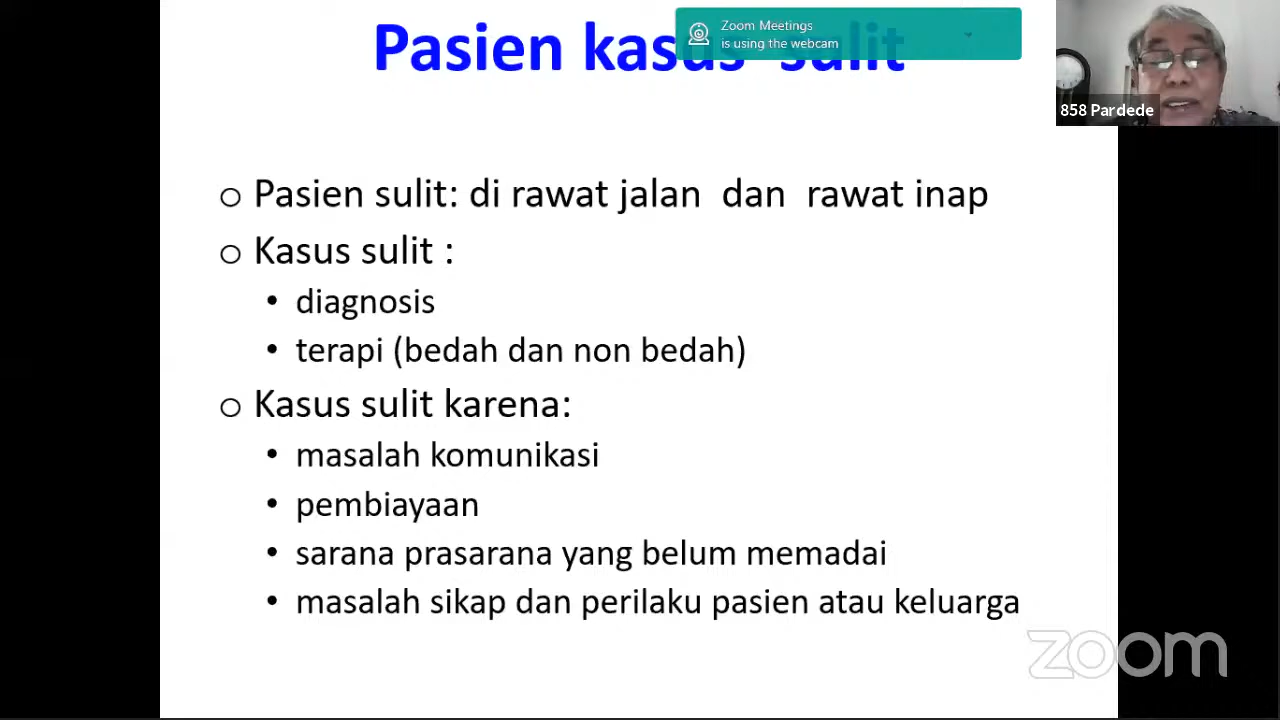 Pasien kasus sulit
Zoom Meetings
is using the webcam
858 Pardede
o Pasien sulit: di rawat jalan dan rawat inap
o Kasus sulit :
• diagnosis
• terapi (bedah dan non bedah)
o Kasus sulit karena:
• masalah komunikasi
• pembiayaan
• sarana prasarana yang belum memadai
• masalah sikap dan perilaku pasien atau keluarga
zoom